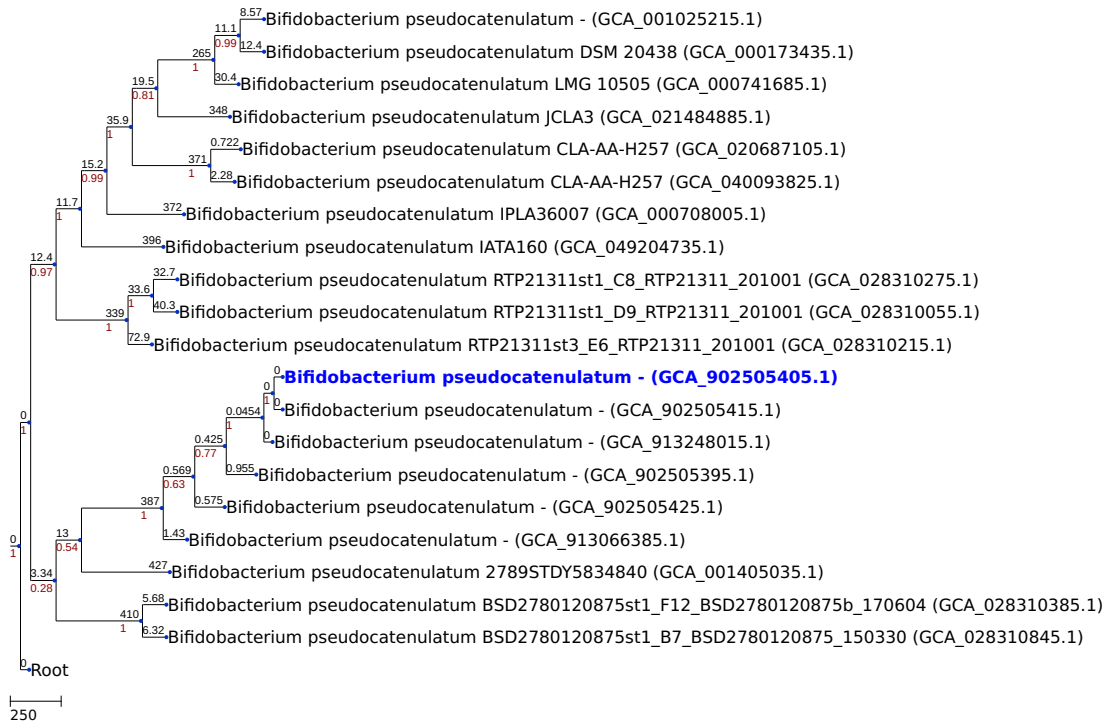 8.57 Bifidobacterium pseudocatenulatum - (GCA_001025215.1)
11.1
0.99 12.4 Bifidobacterium pseudocatenulatum DSM 20438 (GCA_000173435.1)
265
1
30.4 Bifidobacterium pseudocatenulatum LMG 10505 (GCA_000741685.1)
19.5
0.81
348 Bifidobacterium pseudocatenulatum JCLA3 (GCA_021484885.1)
35.9
1
0.722 Bifidobacterium pseudocatenulatum CLA-AA-H257 (GCA_020687105.1)
371
1
2.28 Bifidobacterium pseudocatenulatum CLA-AA-H257 (GCA_040093825.1)
15.2
0.99
372 Bifidobacterium pseudocatenulatum IPLA36007 (GCA_000708005.1)
11.7
1
396 Bifidobacterium pseudocatenulatum IATA160 (GCA_049204735.1)
12.4
0.97
32.7 Bifidobacterium pseudocatenulatum RTP21311st1_C8_RTP21311_201001 (GCA_028310275.1)
33.6
1
40.3 Bifidobacterium pseudocatenulatum RTP21311st1_D9_RTP21311_201001 (GCA_028310055.1)
339
1
72.9 Bifidobacterium pseudocatenulatum RTP21311st3_E6_RTP21311_201001 (GCA_028310215.1)
0 Bifidobacterium pseudocatenulatum - (GCA_902505405.1)
0
1
0 Bifidobacterium pseudocatenulatum - (GCA_902505415.1)
0.0454
1
0 Bifidobacterium pseudocatenulatum - (GCA_913248015.1)
0
1
0.425
0.77
0.955 Bifidobacterium pseudocatenulatum - (GCA_902505395.1)
0.569
0.63
0.575 Bifidobacterium pseudocatenulatum - (GCA_902505425.1)
387
1
1.43 Bifidobacterium pseudocatenulatum - (GCA_913066385.1)
13
0.54
0
1
427 Bifidobacterium pseudocatenulatum 2789STDY5834840 (GCA_001405035.1)
3.34
0.28
5.68 Bifidobacterium pseudocatenulatum BSD2780120875st1_F12_BSD2780120875b_170604 (GCA_028310385.1)
410
1
6.32 Bifidobacterium pseudocatenulatum BSD2780120875st1_B7_BSD2780120875_150330 (GCA_028310845.1)
0 Root
250